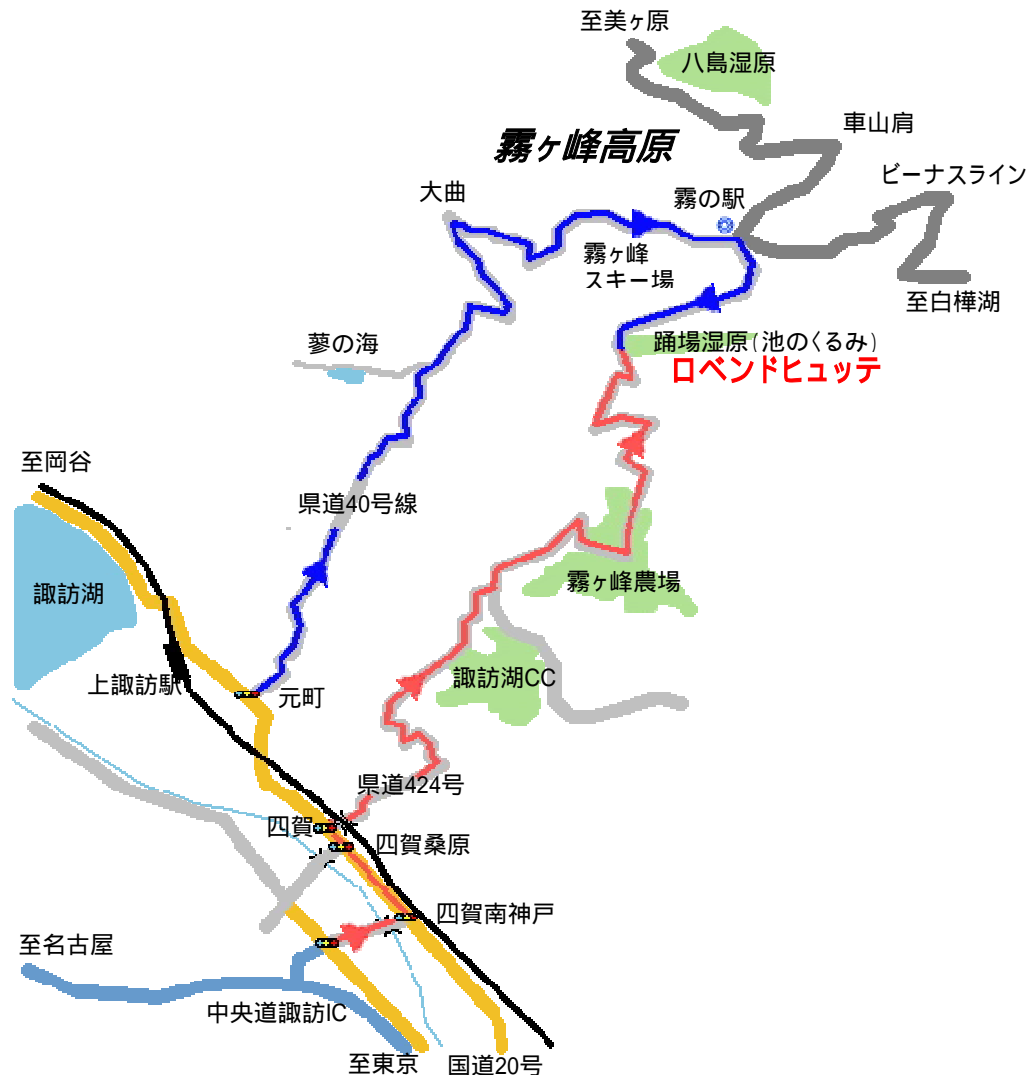 至美ヶ原
八島湿原
車山肩
霧ヶ峰高原
ビーナスライン
大曲
霧の駅
霧ヶ峰
スキー場
至白樺湖
蓼の海
踊場湿原(池のくるみ)
ロベンドヒュッテ
至岡谷
県道40号線
諏訪湖
霧ヶ峰農場
上諏訪駅
元町
諏訪湖CC
県道424号
四賀
四賀桑原
四賀南神戸
至名古屋
中央道諏訪IC
至東京
国道20号